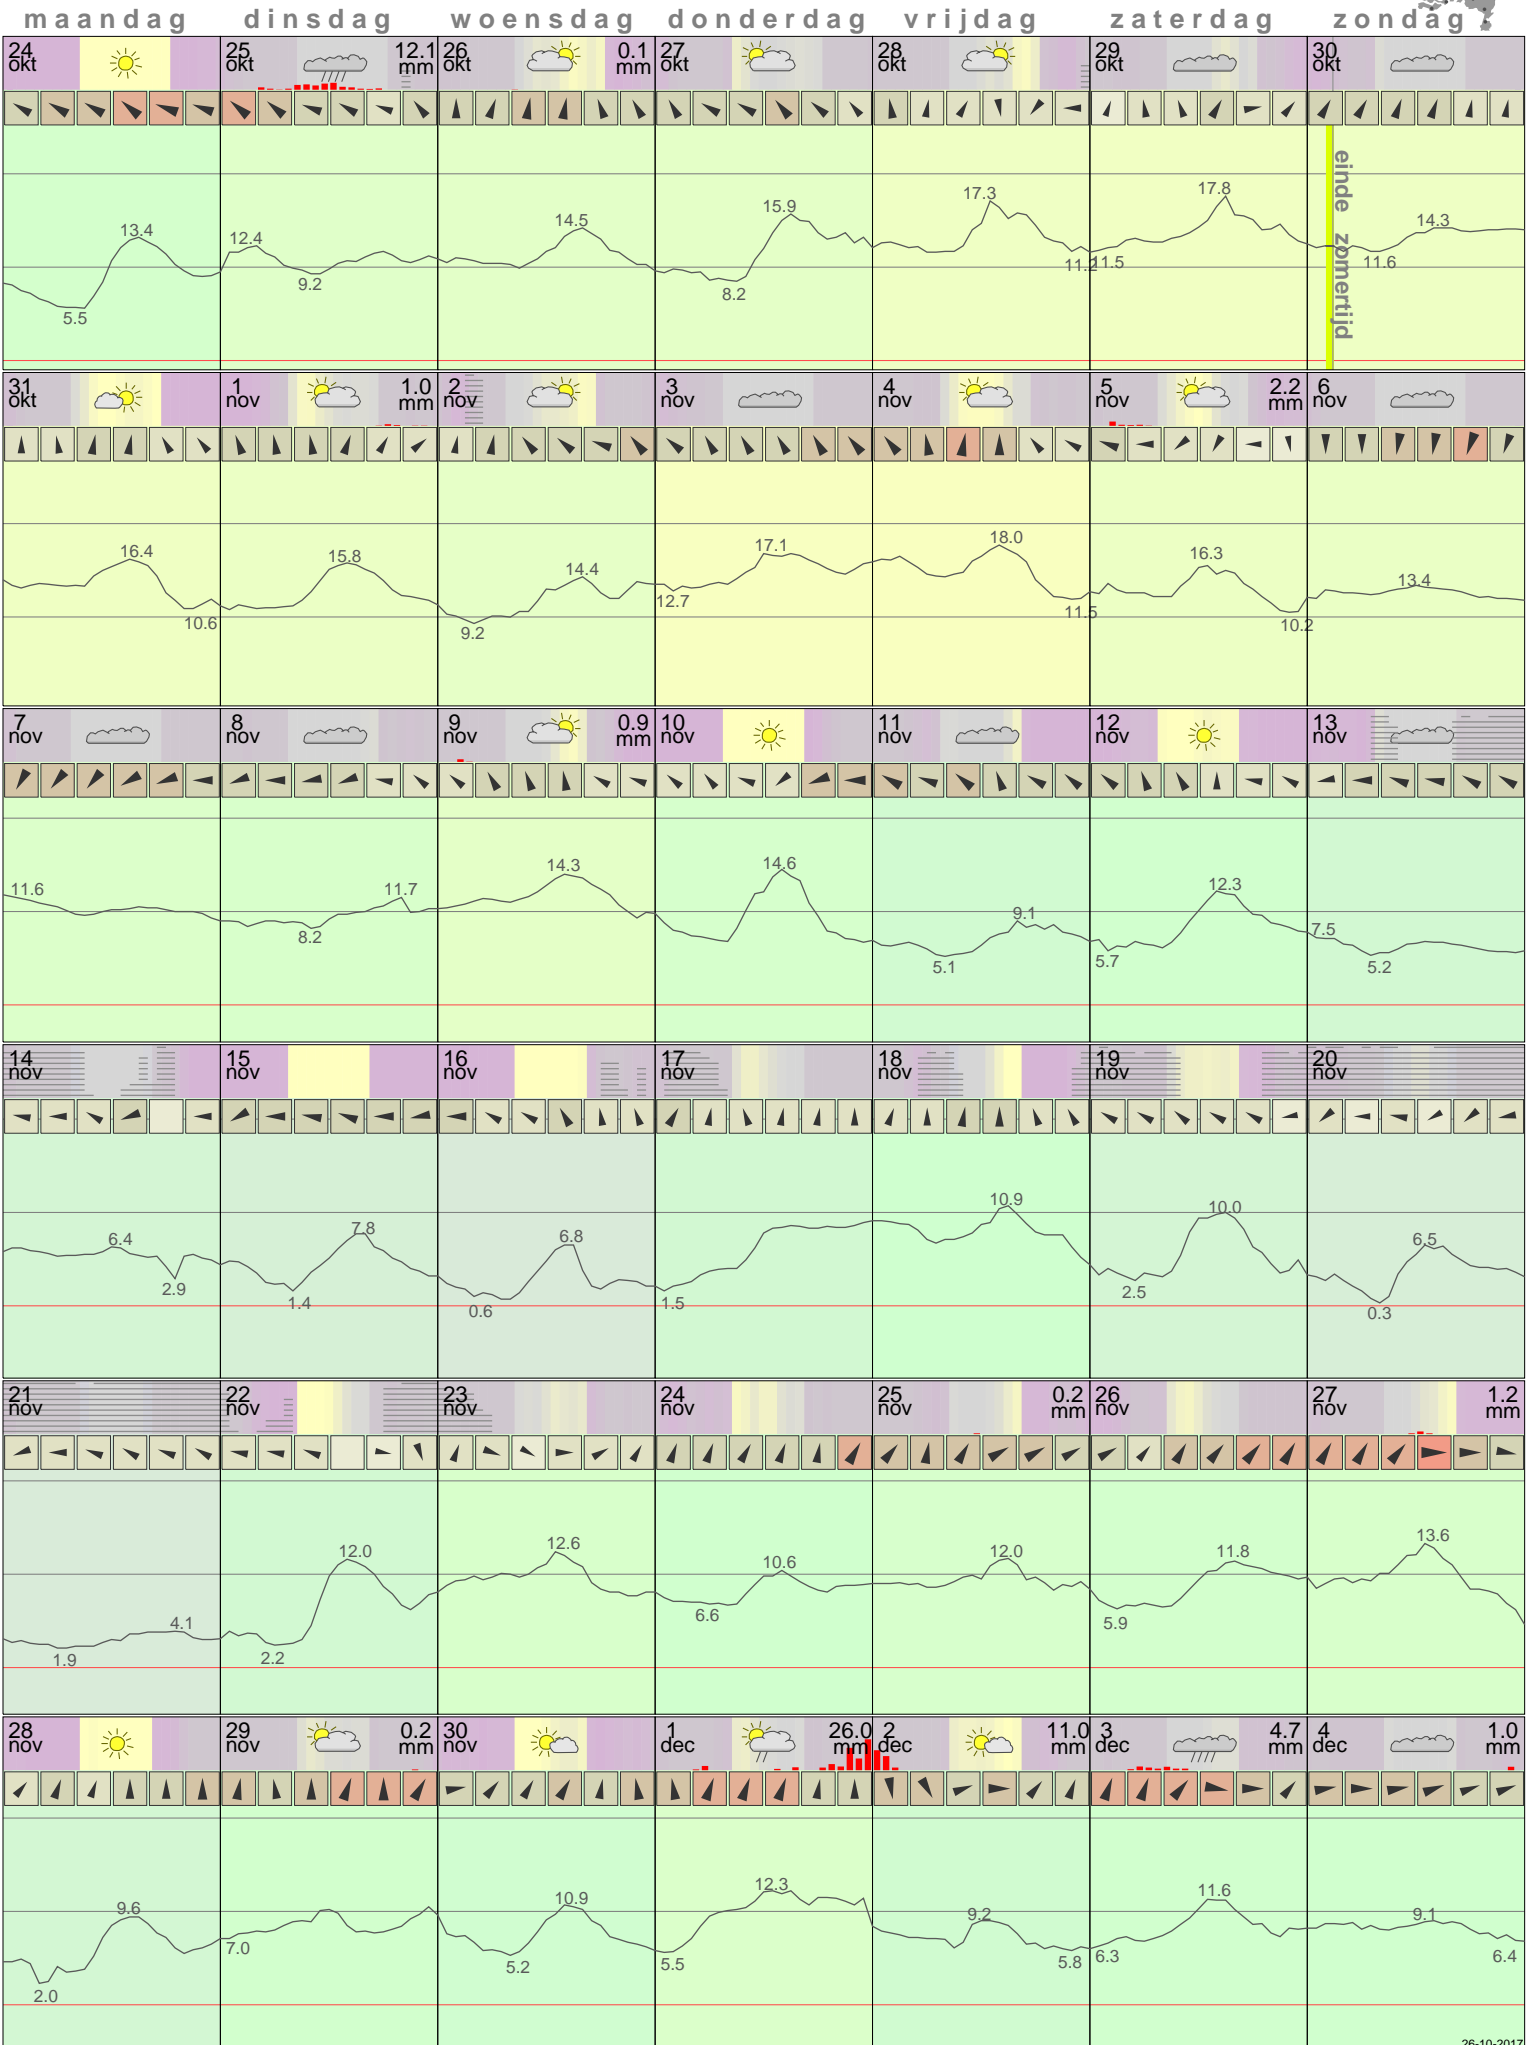 maandag dinsdag woensdag donderdag vrijdag zaterdag zondag
24 25 12.1 26 0.1 27 28 29 30
okt okt mm okt mm okt okt okt okt
einde zomertijd
17.3 17.8
13.4 12.4 14.5 15.9 14.3
5.5 9.2 8.2 11.2 11.5 11.6
31 1 1.0 2 3 4 5 2.2 6
okt nov mm nov nov nov nov mm nov
16.4 15.8 14.4 17.1 18.0 16.3 13.4
10.6 9.2 12.7 11.5 10.2
7 8 9 0.9 10 11 12 13
nov nov nov mm nov nov nov nov
11.6 11.7 14.3 14.6 9.1 12.3 7.5
8.2 5.1 5.7 5.2
14 15 16 17 18 19 20
nov nov nov nov nov nov nov
6.4 7.8 6.8 10.9 10.0 6.5
2.9 1.4 0.6 1.5 2.5 0.3
21 22 23 24 25 0.2 26 27 1.2
nov nov nov nov nov mm nov nov mm
4.1 12.0 12.6 10.6 12.0 11.8 13.6
1.9 2.2 6.6 5.9
28 29 0.2 30 1 26.0 2 11.0 3 4.7 4 1.0
nov nov mm nov dec mm dec mm dec mm dec mm
9.6 10.9 12.3 9.2 11.6 9.1
2.0 7.0 5.2 5.5 5.8 6.3 6.4
26-10-2017